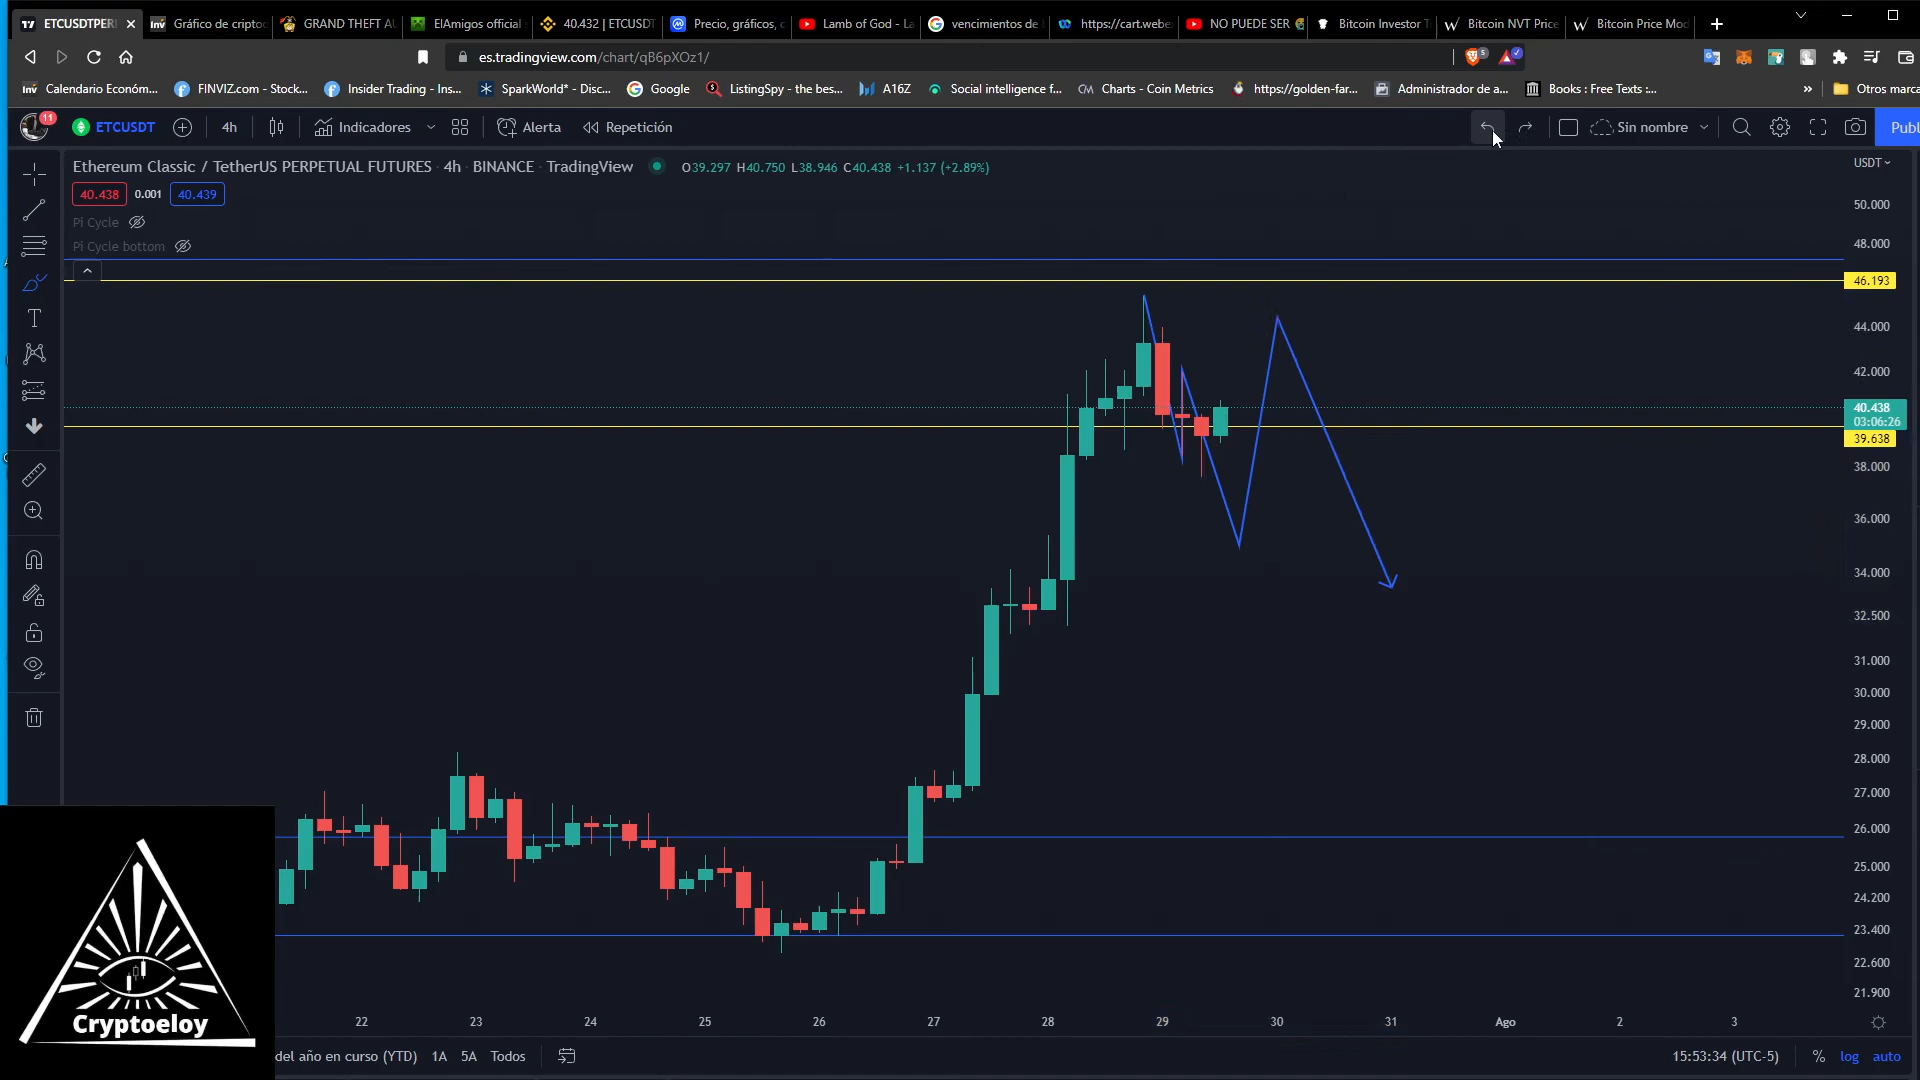 ETCUSDTPERI
Gráfico de cripto
GRAND THEFT AU
ElAmigos official
40.432 | ETCUSDT
Precio, gráficos, c
Lamb of God - La
vencimientos de
https://cart.webe
NO PUEDE SER
Bitcoin Investor T
Bitcoin NVT Price
Bitcoin Price Mod
es.tradingview.com/chart/qB6pXOz1/
Calendario Económ...
FINVIZ.com - Stock...
Insider Trading - Ins...
SparkWorld* - Disc...
Google
ListingSpy - the bes...
A16Z
Social intelligence f...
Charts - Coin Metrics
https://golden-far...
Administrador de a...
Books : Free Texts :...
»
Otros marca
11
ETCUSDT
4h
Indicadores
Alerta
Repetición
Sin nombre
Publ
Ethereum Classic / TetherUS PERPETUAL FUTURES · 4h · BINANCE · TradingView
O39.297 H40.750 L38.946 C40.438 +1.137 (+2.89%)
USDT
40.438 0.001 40.439
Pi Cycle
Pi Cycle bottom
50.000
48.000
46.193
44.000
42.000
40.438
03:06:26
39.638
38.000
36.000
34.000
32.500
31.000
30.000
29.000
28.000
27.000
26.000
25.000
24.200
23.400
22.600
21.900
22 23 24 25 26 27 28 29 30 31 Ago 2 3
Cryptoeloy
del año en curso (YTD) 1A 5A Todos
15:53:34 (UTC-5) % log auto